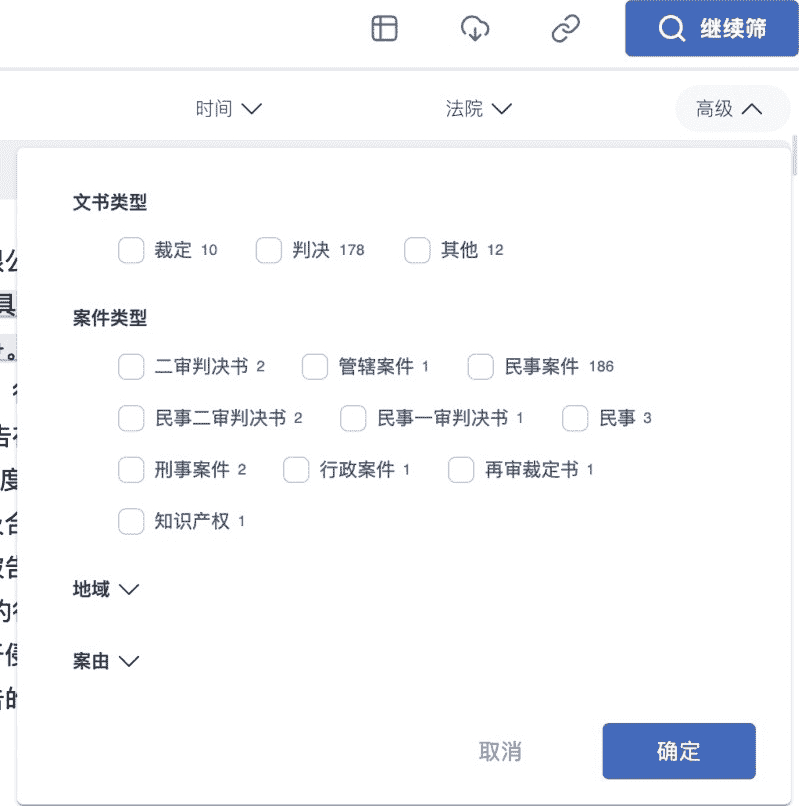 继续筛
时间 法院 高级
文书类型
裁定 10 判决 178 其他 12
案件类型
二审判决书 2 管辖案件 1 民事案件 186
民事二审判决书 2 民事一审判决书 1 民事 3
刑事案件 2 行政案件 1 再审裁定书 1
知识产权 1
地域
案由
取消 确定